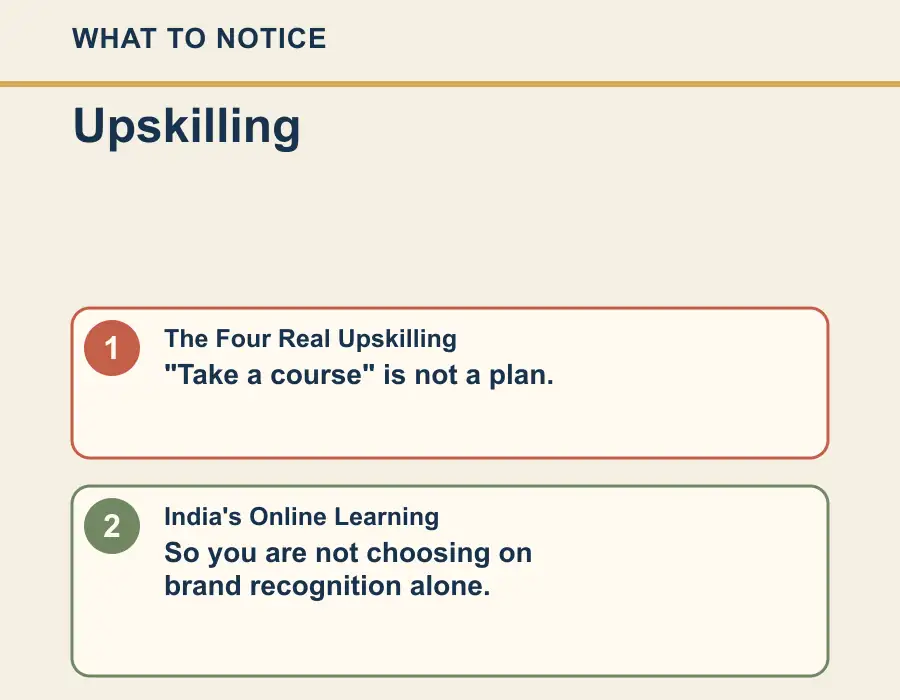 WHAT TO NOTICE
Upskilling
1
The Four Real Upskilling
"Take a course" is not a plan.
2
India's Online Learning
So you are not choosing on
brand recognition alone.